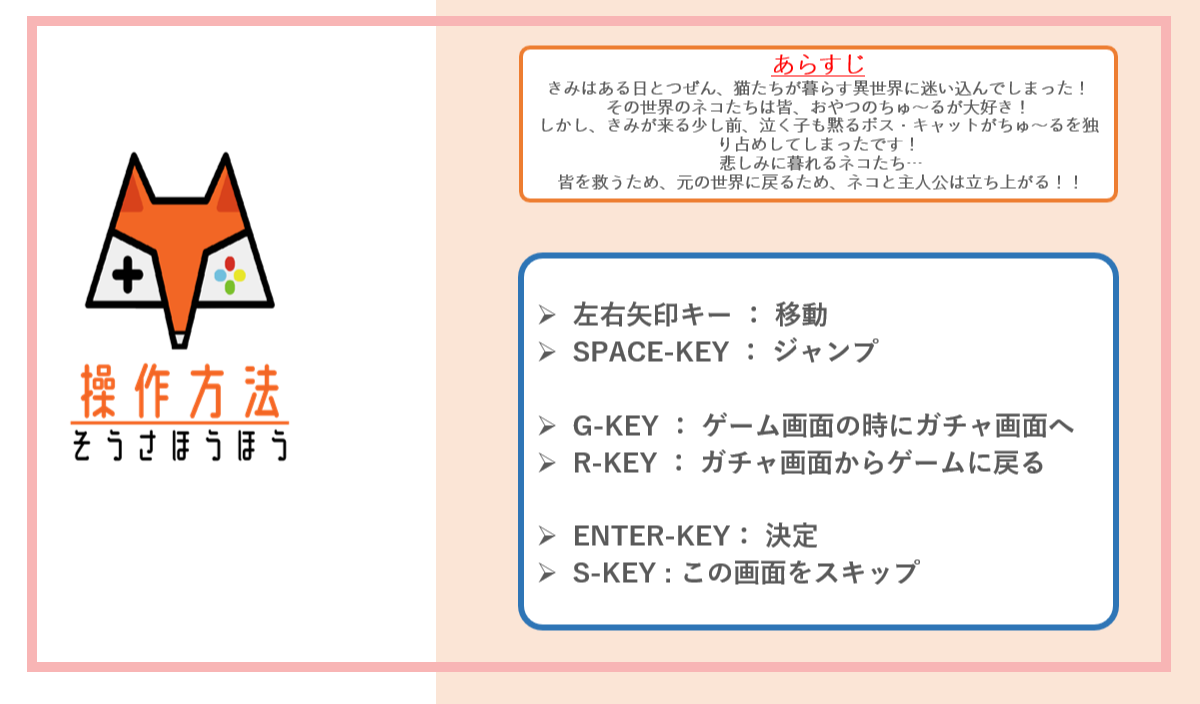 操作方法
そうさほうほう
あらすじ
きみはある日とつぜん、猫たちが暮らす異世界に迷い込んでしまった！
その世界のネコたちは皆、おやつのちゅ～るが大好き！
しかし、きみが来る少し前、泣く子も黙るボス・キャットがちゅ～るを独
り占めしてしまったです！
悲しみに暮れるネコたち…
皆を救うため、元の世界に戻るため、ネコと主人公は立ち上がる！！
➢ 左右矢印キー ： 移動
➢ SPACE-KEY ： ジャンプ
➢ G-KEY ： ゲーム画面の時にガチャ画面へ
➢ R-KEY ： ガチャ画面からゲームに戻る
➢ ENTER-KEY： 決定
➢ S-KEY : この画面をスキップ